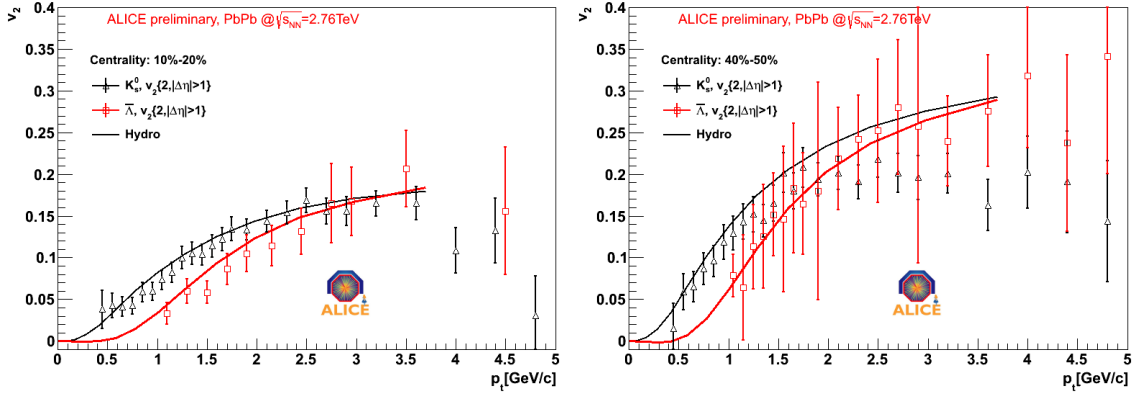 v₂
ALICE preliminary, PbPb @√sNN=2.76TeV
Centrality: 10%-20%
K⁰s, v₂{2,|Δη|>1}
Λ̅, v₂{2,|Δη|>1}
Hydro
0.4
0.35
0.3
0.25
0.2
0.15
0.1
0.05
0
ALICE
0 0.5 1 1.5 2 2.5 3 3.5 4 4.5 5
pt[GeV/c]
v₂
ALICE preliminary, PbPb @√sNN=2.76TeV
Centrality: 40%-50%
K⁰s, v₂{2,|Δη|>1}
Λ̅, v₂{2,|Δη|>1}
Hydro
0.4
0.35
0.3
0.25
0.2
0.15
0.1
0.05
0
ALICE
0 0.5 1 1.5 2 2.5 3 3.5 4 4.5 5
pt[GeV/c]